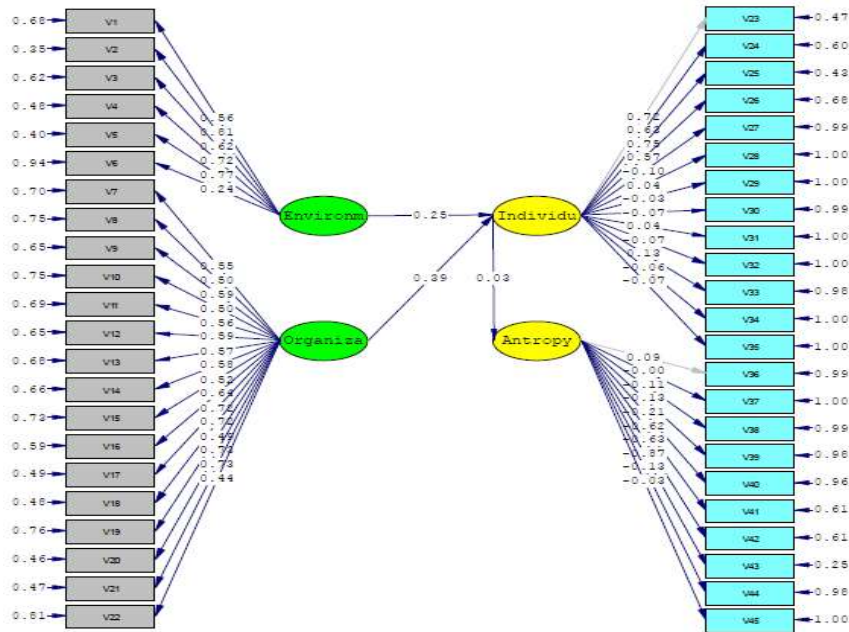 0.68 V1
0.35 V2
0.62 V3
0.48 V4
0.40 V5
0.94 V6
0.70 V7
0.75 V8
0.65 V9
0.75 V10
0.69 V11
0.65 V12
0.68 V13
0.66 V14
0.73 V15
0.59 V16
0.49 V17
0.48 V18
0.76 V19
0.46 V20
0.47 V21
0.81 V22
0.56
0.81
0.62
0.72
0.77
0.24
Environm
0.55
0.50
0.59
0.50
0.56
0.59
0.57
0.58
0.52
0.64
0.72
0.72
0.49
0.73
0.73
0.44
Organiza
0.25
0.39
0.03
Individu
Antropy
0.72
0.63
0.75
0.57
-0.10
0.04
-0.03
-0.07
0.04
-0.07
0.13
-0.06
-0.07
0.09
-0.00
-0.11
-0.13
-0.21
-0.62
-0.63
-0.87
-0.13
-0.03
V23 0.47
V24 0.60
V25 0.43
V26 0.68
V27 0.99
V28 1.00
V29 1.00
V30 0.99
V31 1.00
V32 1.00
V33 0.98
V34 1.00
V35 1.00
V36 0.99
V37 1.00
V38 0.99
V39 0.98
V40 0.96
V41 0.61
V42 0.61
V43 0.25
V44 0.98
V45 1.00